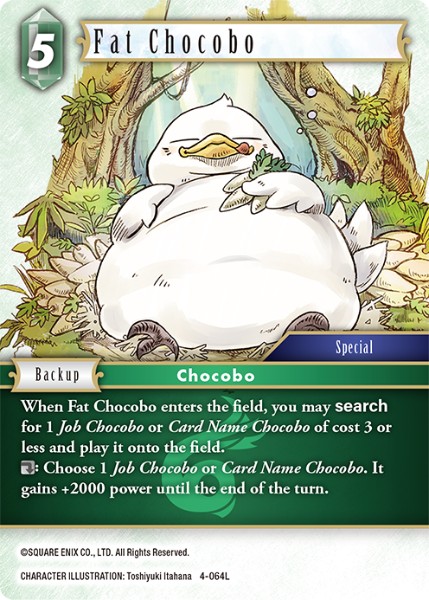 5
Fat Chocobo
Special
Backup
Chocobo
When Fat Chocobo enters the field, you may search
for 1 Job Chocobo or Card Name Chocobo of cost 3 or
less and play it onto the field.
: Choose 1 Job Chocobo or Card Name Chocobo. It
gains +2000 power until the end of the turn.
©SQUARE ENIX CO., LTD. All Rights Reserved.
CHARACTER ILLUSTRATION: Toshiyuki Itahana 4-064L